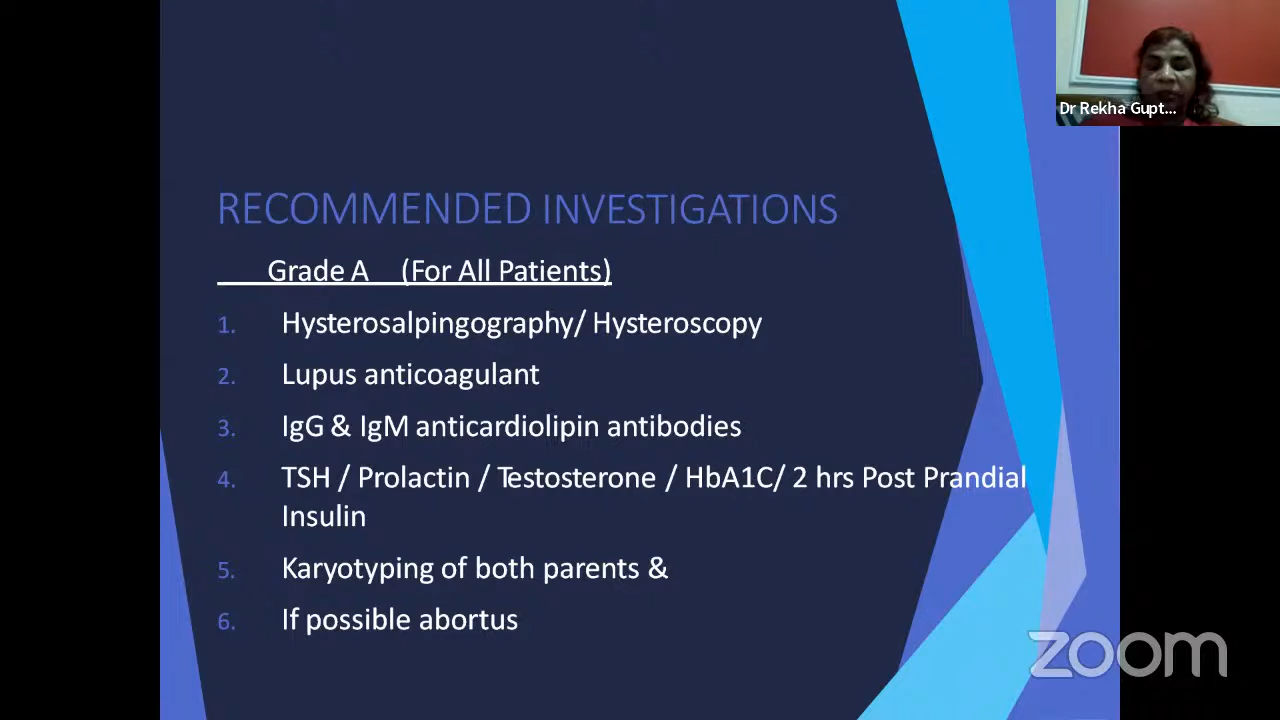 Dr Rekha Gupt...
RECOMMENDED INVESTIGATIONS
Grade A (For All Patients)
1. Hysterosalpingography/ Hysteroscopy
2. Lupus anticoagulant
3. IgG & IgM anticardiolipin antibodies
4. TSH / Prolactin / Testosterone / HbA1C/ 2 hrs Post Prandial
Insulin
5. Karyotyping of both parents &
6. If possible abortus
zoom